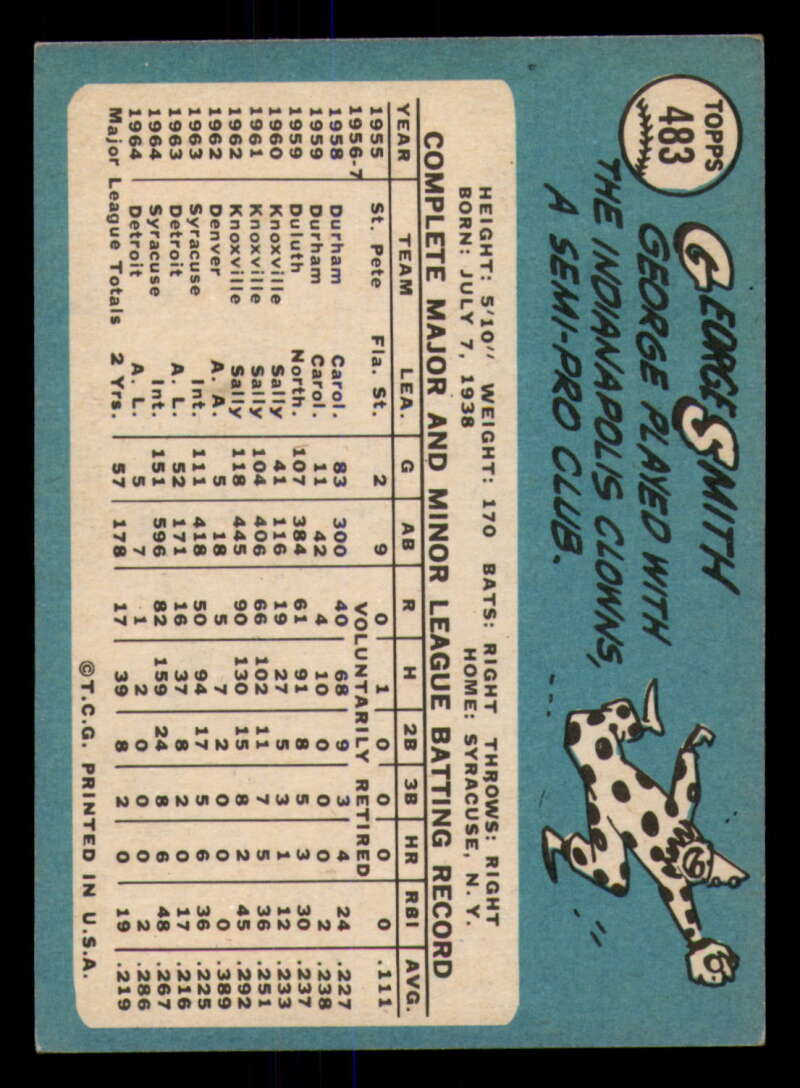 TOPPS
483
GEORGE SMITH
GEORGE PLAYED WITH
THE INDIANAPOLIS CLOWNS,
A SEMI-PRO CLUB.
HEIGHT: 5'10" WEIGHT: 170 BATS: RIGHT THROWS: RIGHT
BORN: JULY 7, 1938 HOME: SYRACUSE, N. Y.
COMPLETE MAJOR AND MINOR LEAGUE BATTING RECORD
YEAR TEAM LEA. G AB R H 2B 3B HR RBI AVG.
1955 St. Pete Fla. St. 2 9 0 1 0 0 0 0 .111
1956-7 VOLUNTARILY RETIRED
1958 Durham Carol. 83 300 40 68 9 3 4 24 .227
1959 Durham Carol. 11 42 4 10 0 0 0 2 .238
1959 Duluth North. 107 384 61 91 8 5 3 30 .237
1960 Knoxville Sally 41 116 19 27 5 3 1 12 .233
1961 Knoxville Sally 104 406 66 102 11 7 5 36 .251
1962 Knoxville Sally 118 445 90 130 15 8 2 45 .292
1962 Denver A. A. 5 18 5 7 2 0 0 0 .389
1963 Syracuse Int. 111 418 50 94 17 5 6 36 .225
1963 Detroit A. L. 52 171 16 37 8 2 0 17 .216
1964 Syracuse Int. 151 596 82 159 24 8 6 48 .267
1964 Detroit A. L. 5 7 1 2 0 0 0 2 .286
Major League Totals 2 Yrs. 57 178 17 39 8 2 0 19 .219
©T.C.G. PRINTED IN U.S.A.